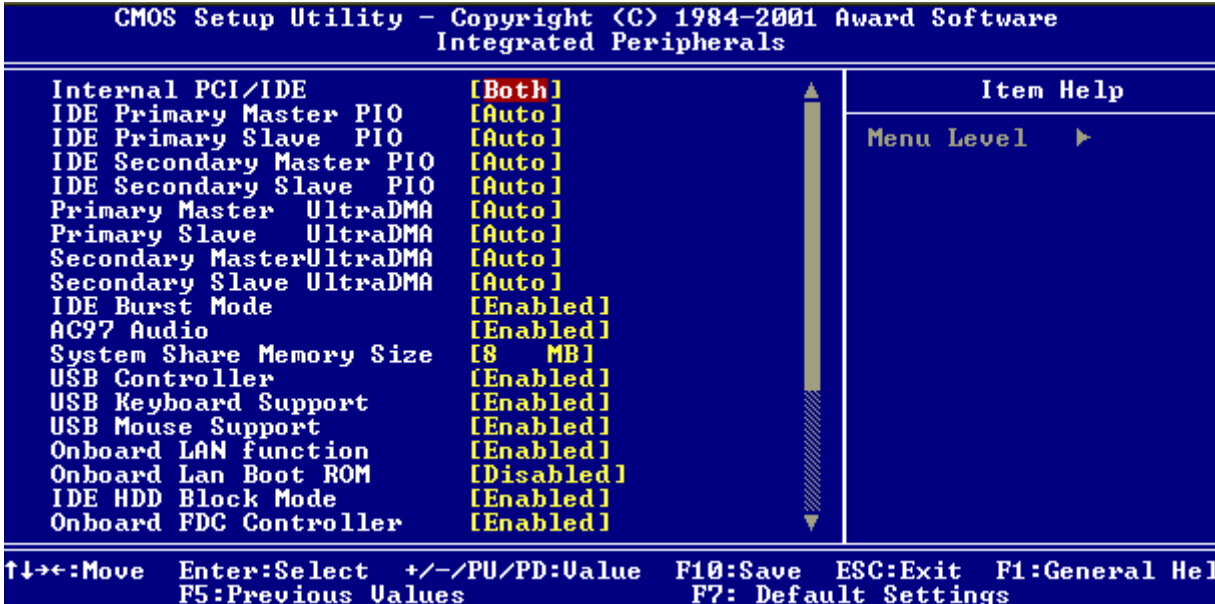 CMOS Setup Utility – Copyright (C) 1984–2001 Award Software
Integrated Peripherals
Internal PCI/IDE [Both]
IDE Primary Master PIO [Auto]
IDE Primary Slave PIO [Auto]
IDE Secondary Master PIO [Auto]
IDE Secondary Slave PIO [Auto]
Primary Master UltraDMA [Auto]
Primary Slave UltraDMA [Auto]
Secondary MasterUltraDMA [Auto]
Secondary Slave UltraDMA [Auto]
IDE Burst Mode [Enabled]
AC97 Audio [Enabled]
System Share Memory Size [8 MB]
USB Controller [Enabled]
USB Keyboard Support [Enabled]
USB Mouse Support [Enabled]
Onboard LAN function [Enabled]
Onboard Lan Boot ROM [Disabled]
IDE HDD Block Mode [Enabled]
Onboard FDC Controller [Enabled]
Item Help
Menu Level ►
↑↓→←:Move Enter:Select +/-/PU/PD:Value F10:Save ESC:Exit F1:General Hel
F5:Previous Values F7: Default Settings